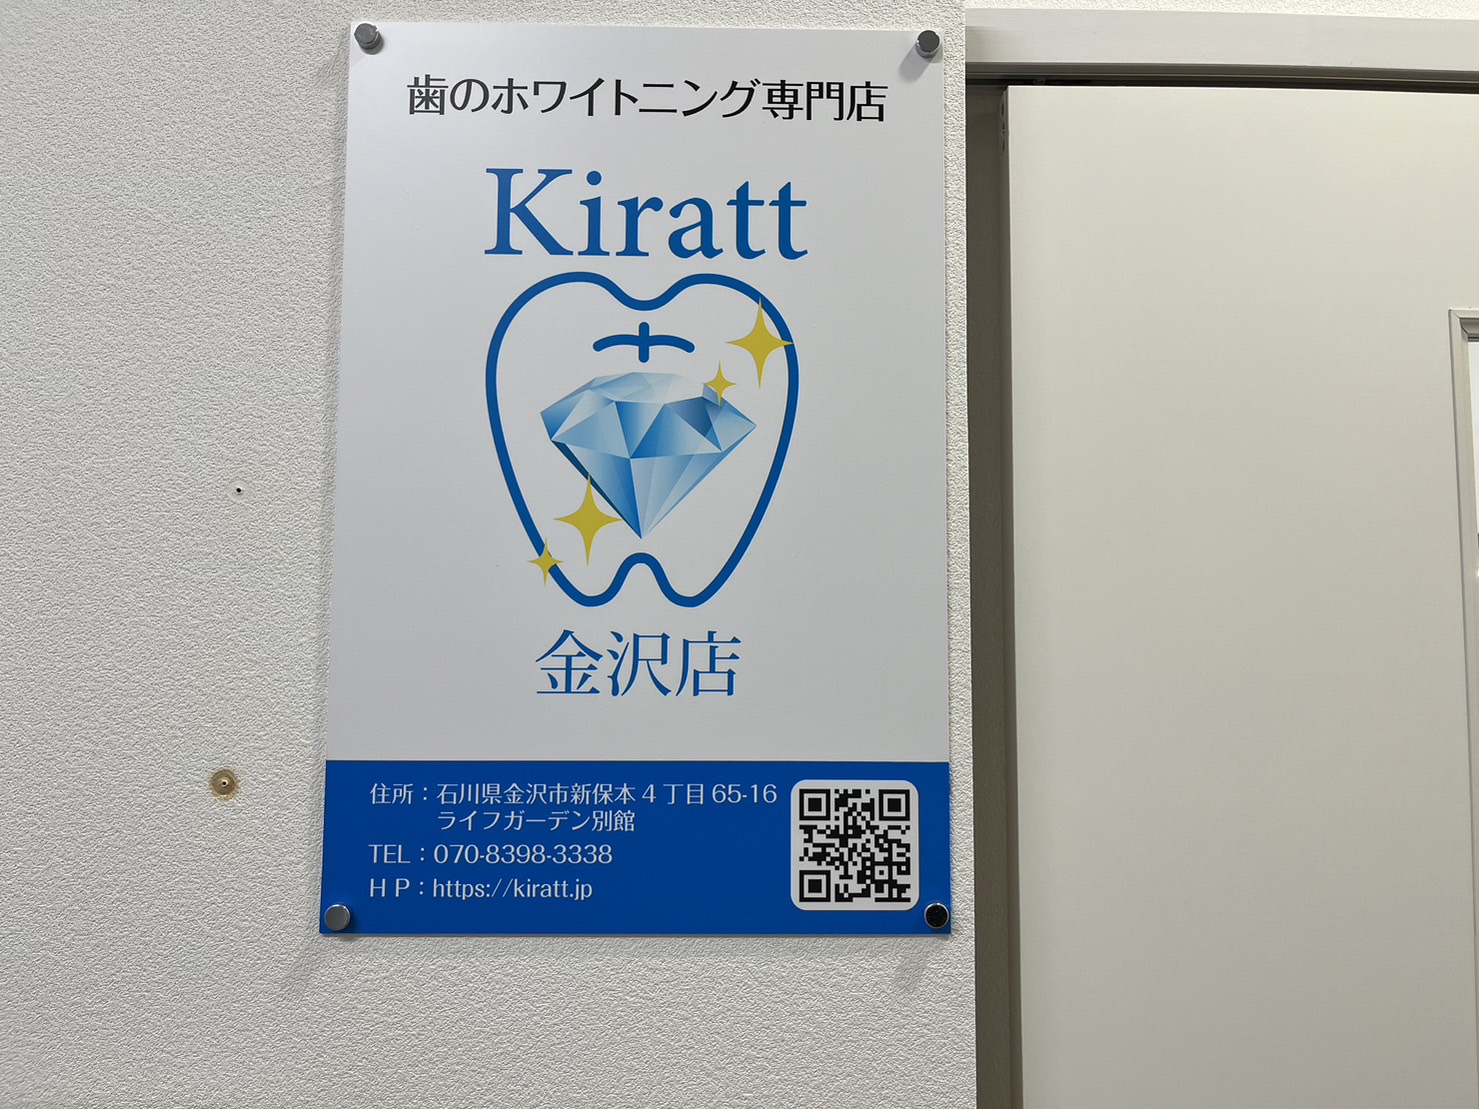 歯のホワイトニング専門店
Kiratt
金沢店
住所：石川県金沢市新保本4丁目65-16
ライフガーデン別館
TEL：070-8398-3338
HP：https://kiratt.jp